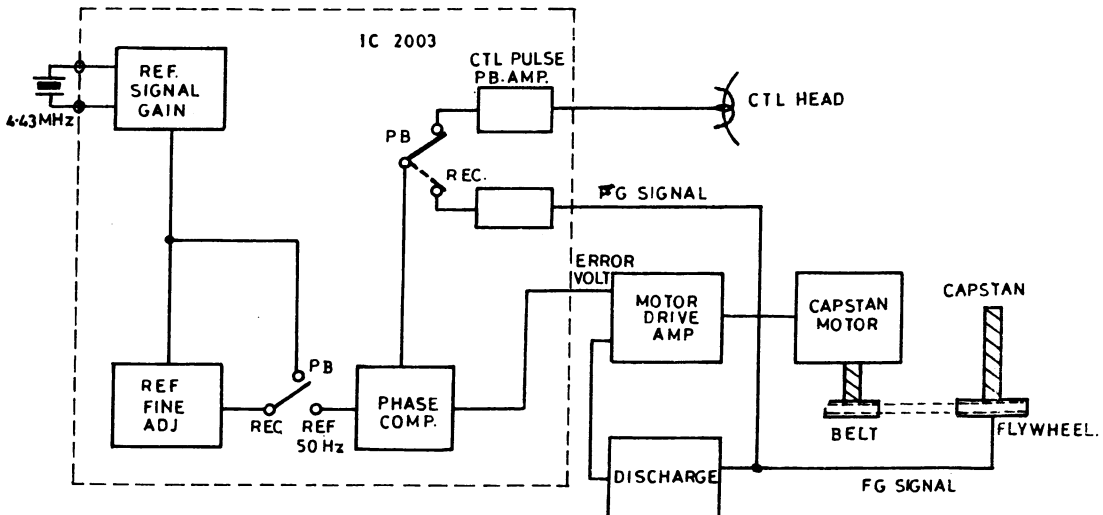 IC 2003
REF.
SIGNAL
GAIN
4.43MHz
CTL PULSE
PB.AMP.
CTL HEAD
PB
REC.
FG SIGNAL
ERROR
VOLT
MOTOR
DRIVE
AMP
CAPSTAN
MOTOR
CAPSTAN
REF
FINE
ADJ
PB
REC
REF
50Hz
PHASE
COMP.
BELT
FLYWHEEL.
DISCHARGE
FG SIGNAL